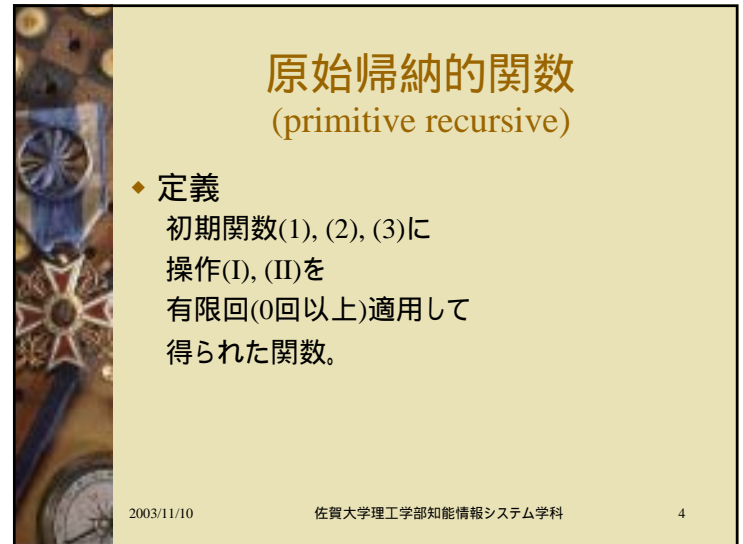 原始帰納的関数
(primitive recursive)
定義
初期関数(1), (2), (3)に
操作(I), (II)を
有限回(0回以上)適用して
得られた関数。
2003/11/10 佐賀大学理工学部知能情報システム学科 4